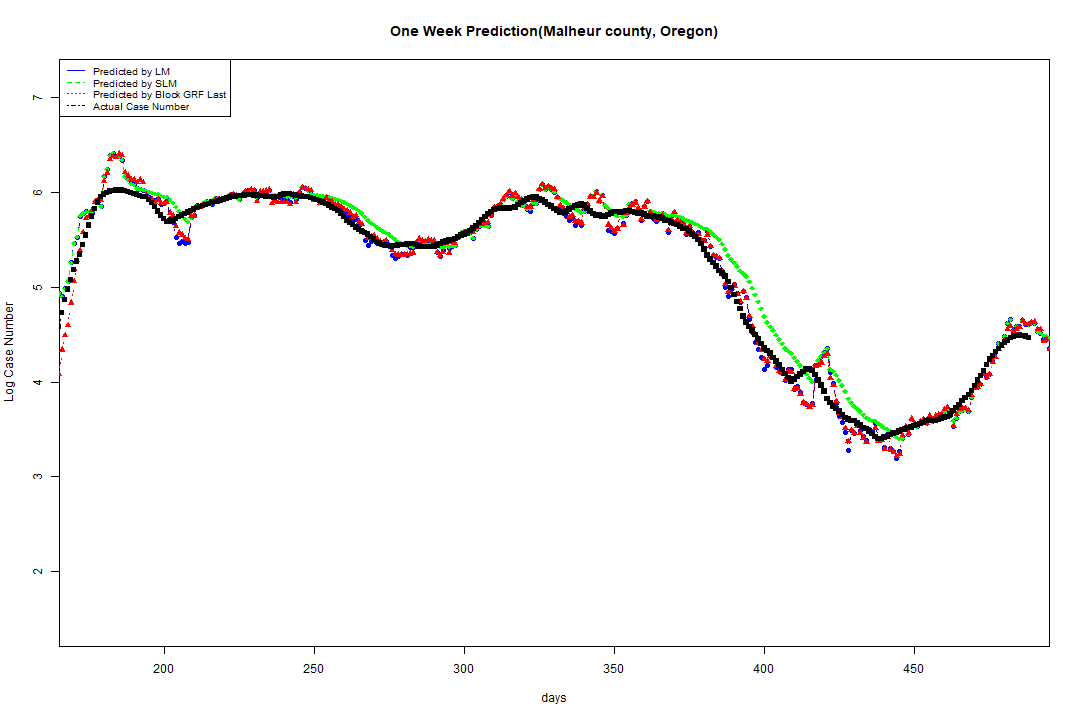 One Week Prediction(Malheur county, Oregon)
Predicted by LM
Predicted by SLM
Predicted by Block GRF Last
Actual Case Number
7
6
5
4
3
2
Log Case Number
200 250 300 350 400 450
days